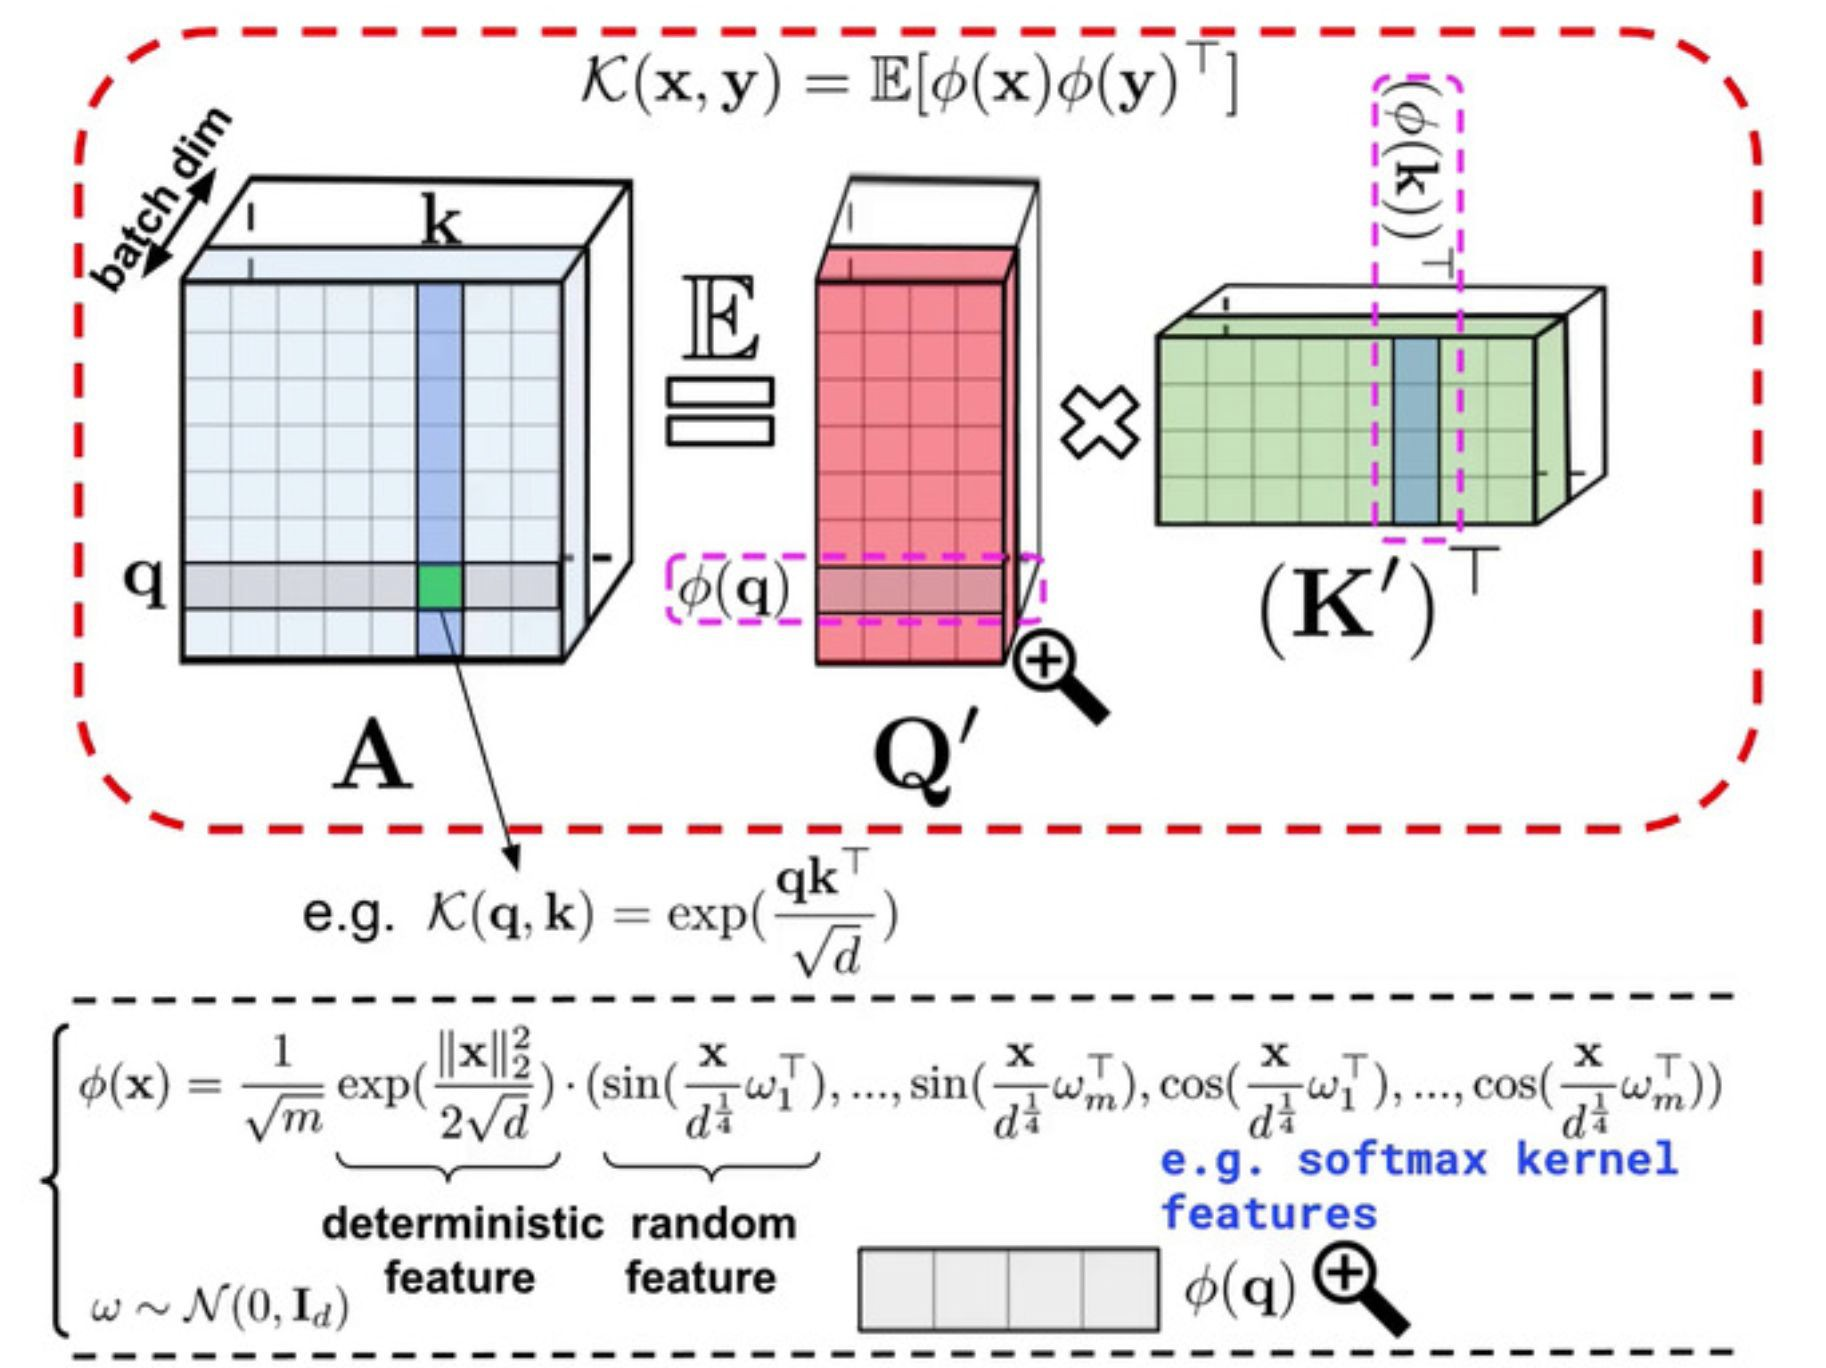 𝒦(𝐱, 𝐲) = 𝔼[ϕ(𝐱)ϕ(𝐲)^⊤]
batch dim
𝐤
(ϕ(𝐤))^⊤
𝔼
=
×
𝐪
ϕ(𝐪)
𝐀
𝐐′
(𝐊′)^⊤
e.g. 𝒦(𝐪, 𝐤) = exp(𝐪𝐤^⊤/√d)
ϕ(𝐱) = 1/√m exp(‖𝐱‖₂²/2√d) · (sin(𝐱/d^{1/4} ω₁^⊤), ..., sin(𝐱/d^{1/4} ω_m^⊤), cos(𝐱/d^{1/4} ω₁^⊤), ..., cos(𝐱/d^{1/4} ω_m^⊤))
e.g. softmax kernel
features
deterministic
feature
random
feature
ω ∼ 𝒩(0, 𝐈_d)
ϕ(𝐪)